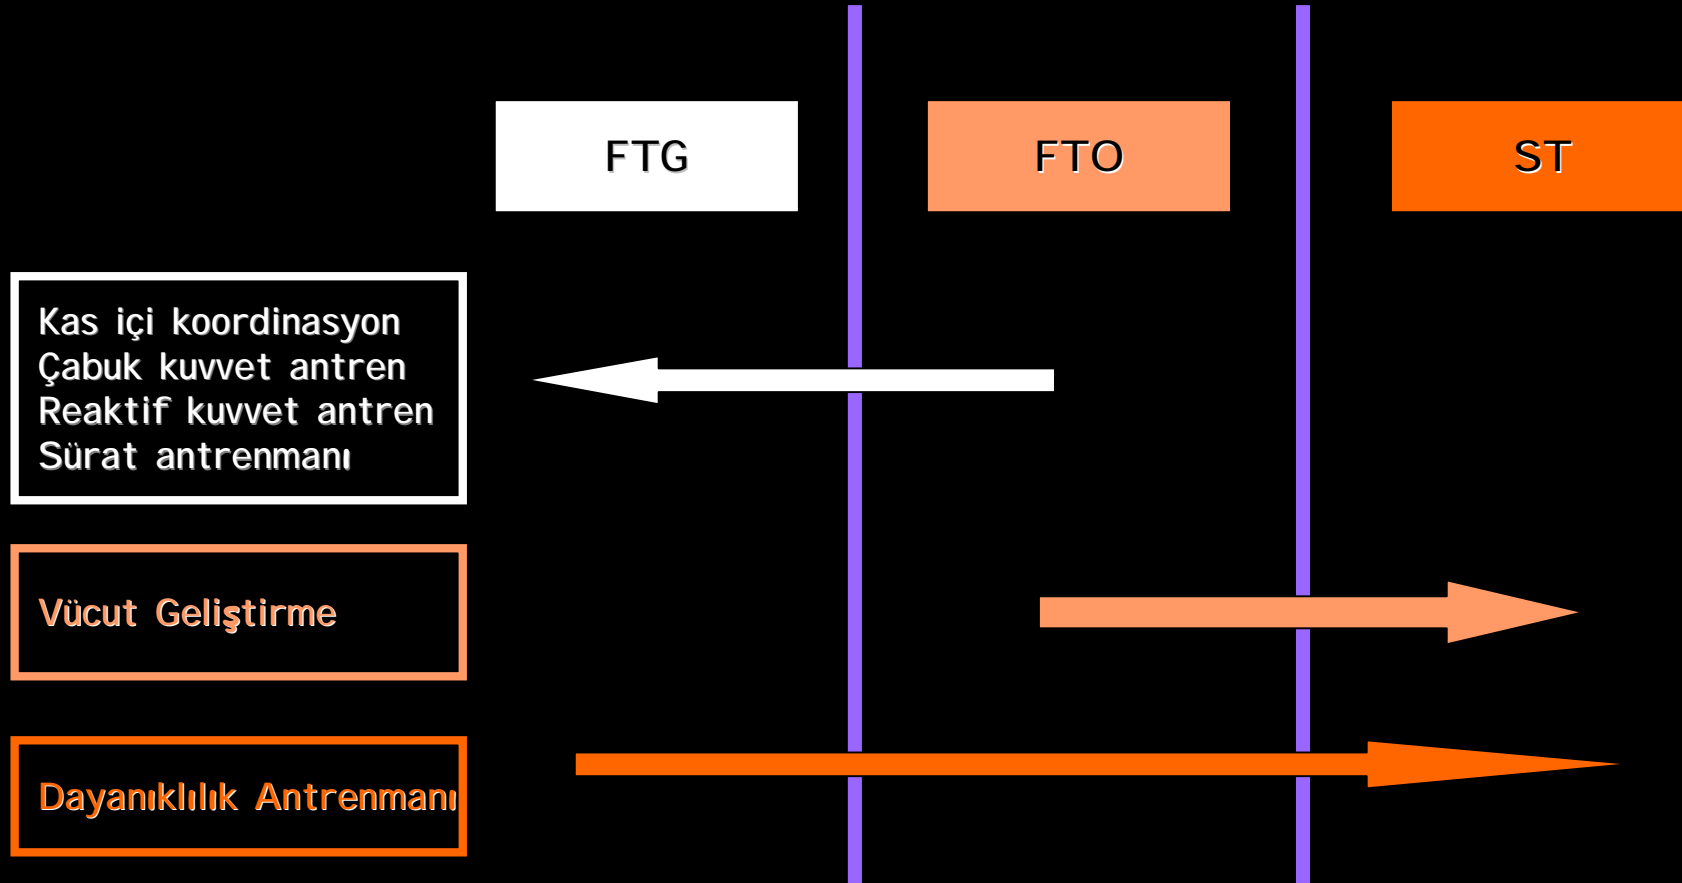 FTG
FTO
ST
Kas içi koordinasyon
Çabuk kuvvet antren
Reaktif kuvvet antren
Sürat antrenmanı
Vücut Geliştirme
Dayanıklılık Antrenmanı